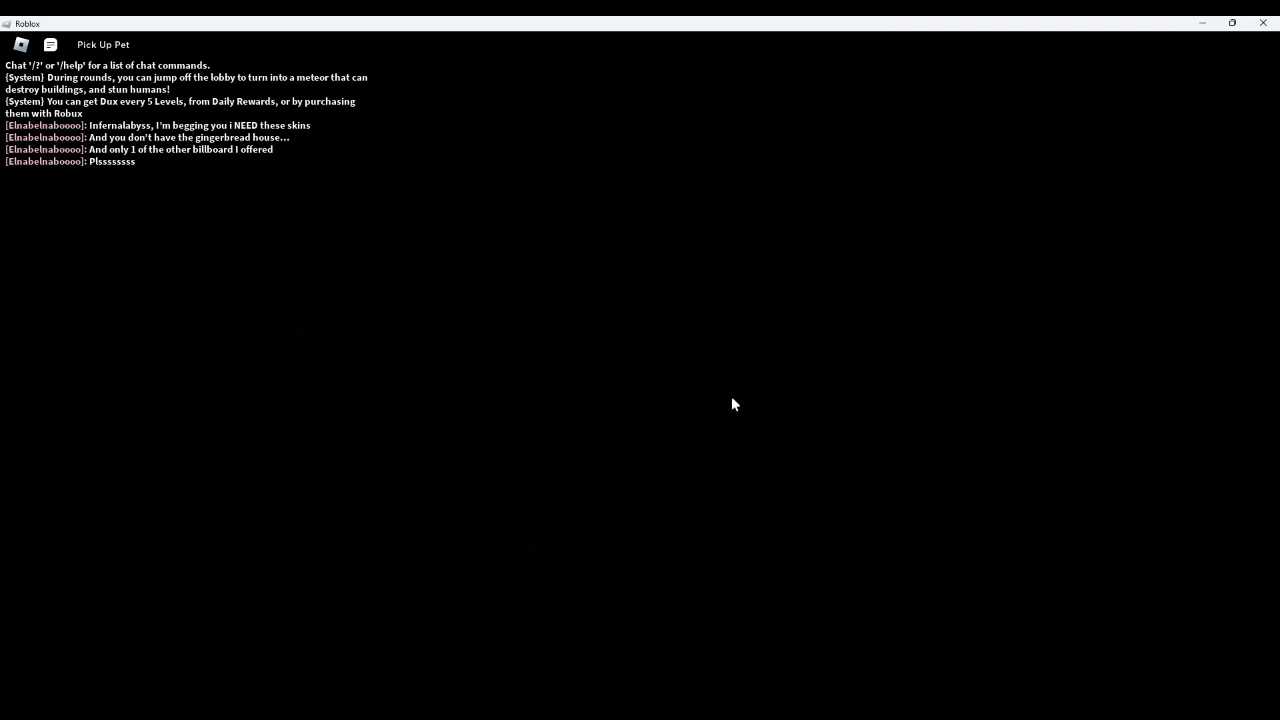 Roblox
Pick Up Pet
Chat '/?' or '/help' for a list of chat commands.
{System} During rounds, you can jump off the lobby to turn into a meteor that can
destroy buildings, and stun humans!
{System} You can get Dux every 5 Levels, from Daily Rewards, or by purchasing
them with Robux
[Elnabelnaboooo]: Infernalabyss, I'm begging you i NEED these skins
[Elnabelnaboooo]: And you don't have the gingerbread house...
[Elnabelnaboooo]: And only 1 of the other billboard I offered
[Elnabelnaboooo]: Plssssssss